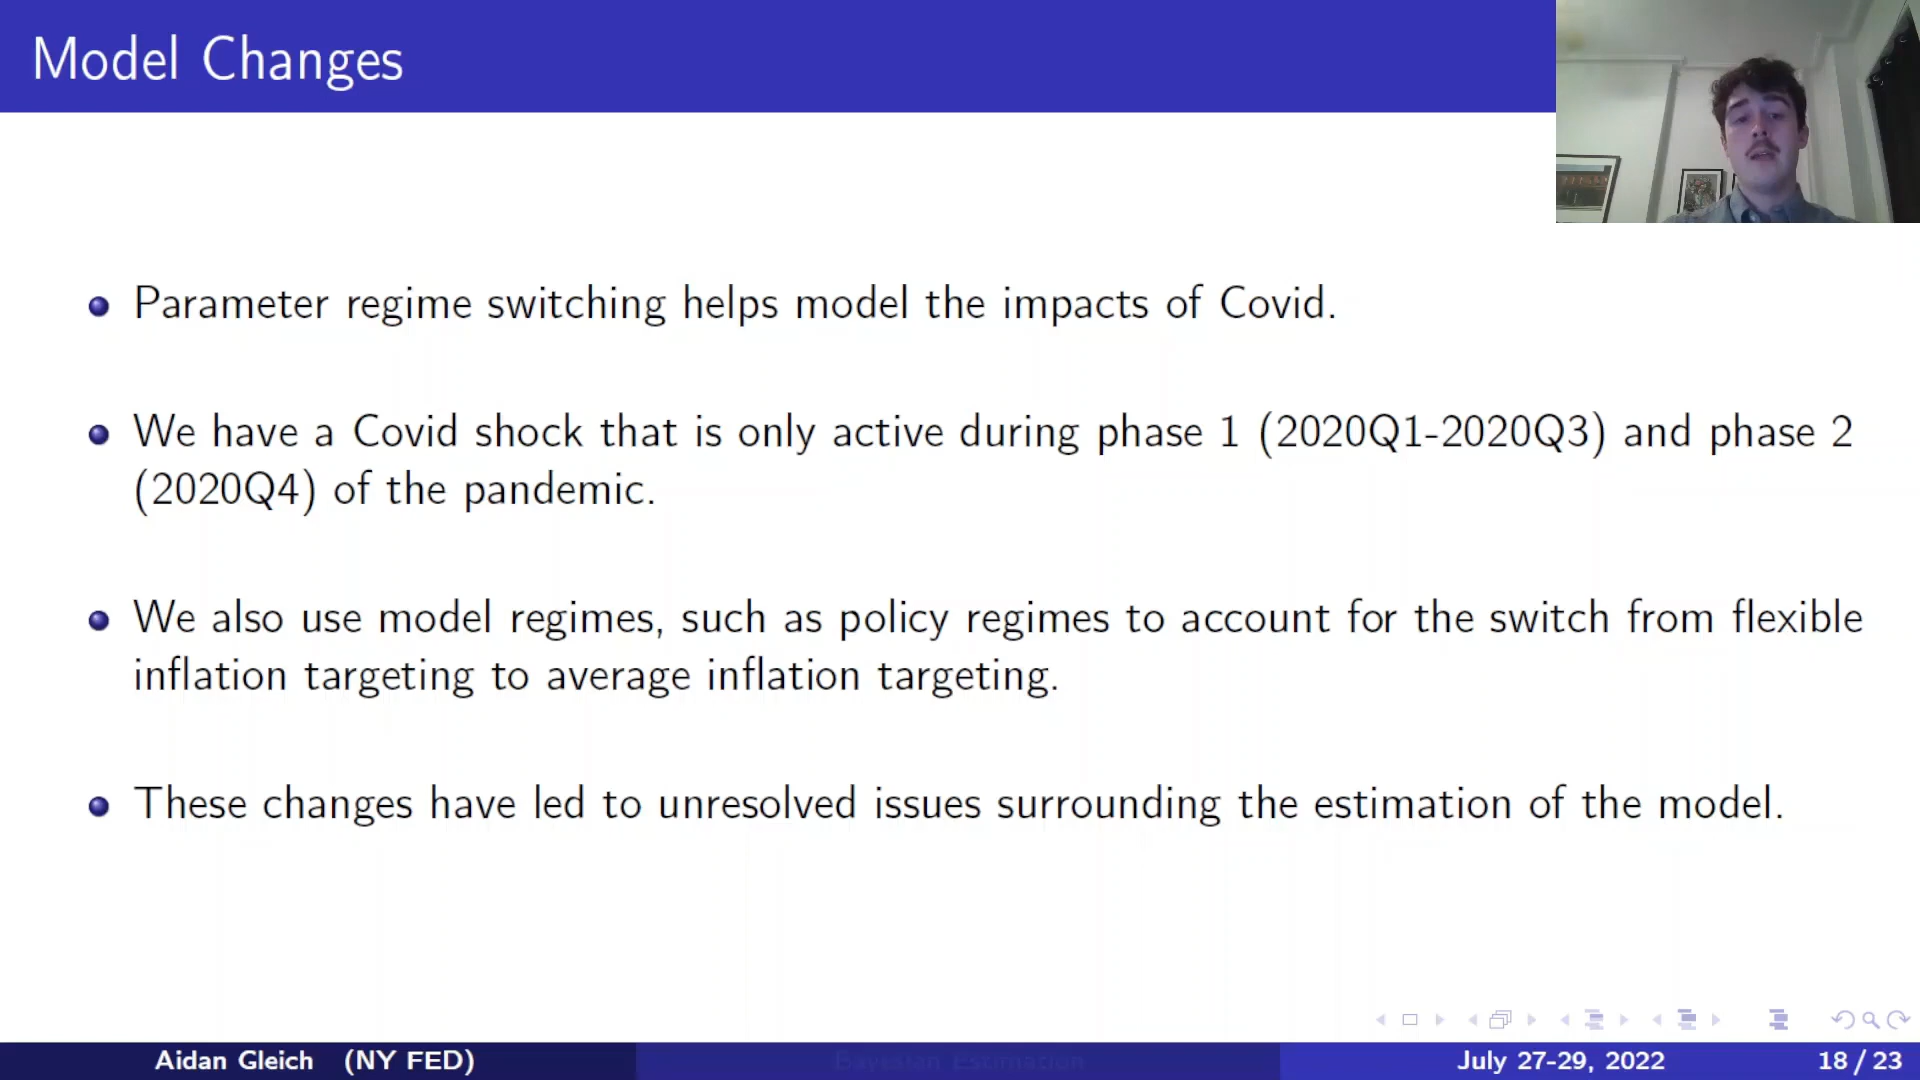 Model Changes
Parameter regime switching helps model the impacts of Covid.
We have a Covid shock that is only active during phase 1 (2020Q1-2020Q3) and phase 2
(2020Q4) of the pandemic.
We also use model regimes, such as policy regimes to account for the switch from flexible
inflation targeting to average inflation targeting.
These changes have led to unresolved issues surrounding the estimation of the model.
Aidan Gleich (NY FED)
Bayesian Estimation
July 27-29, 2022
18 / 23